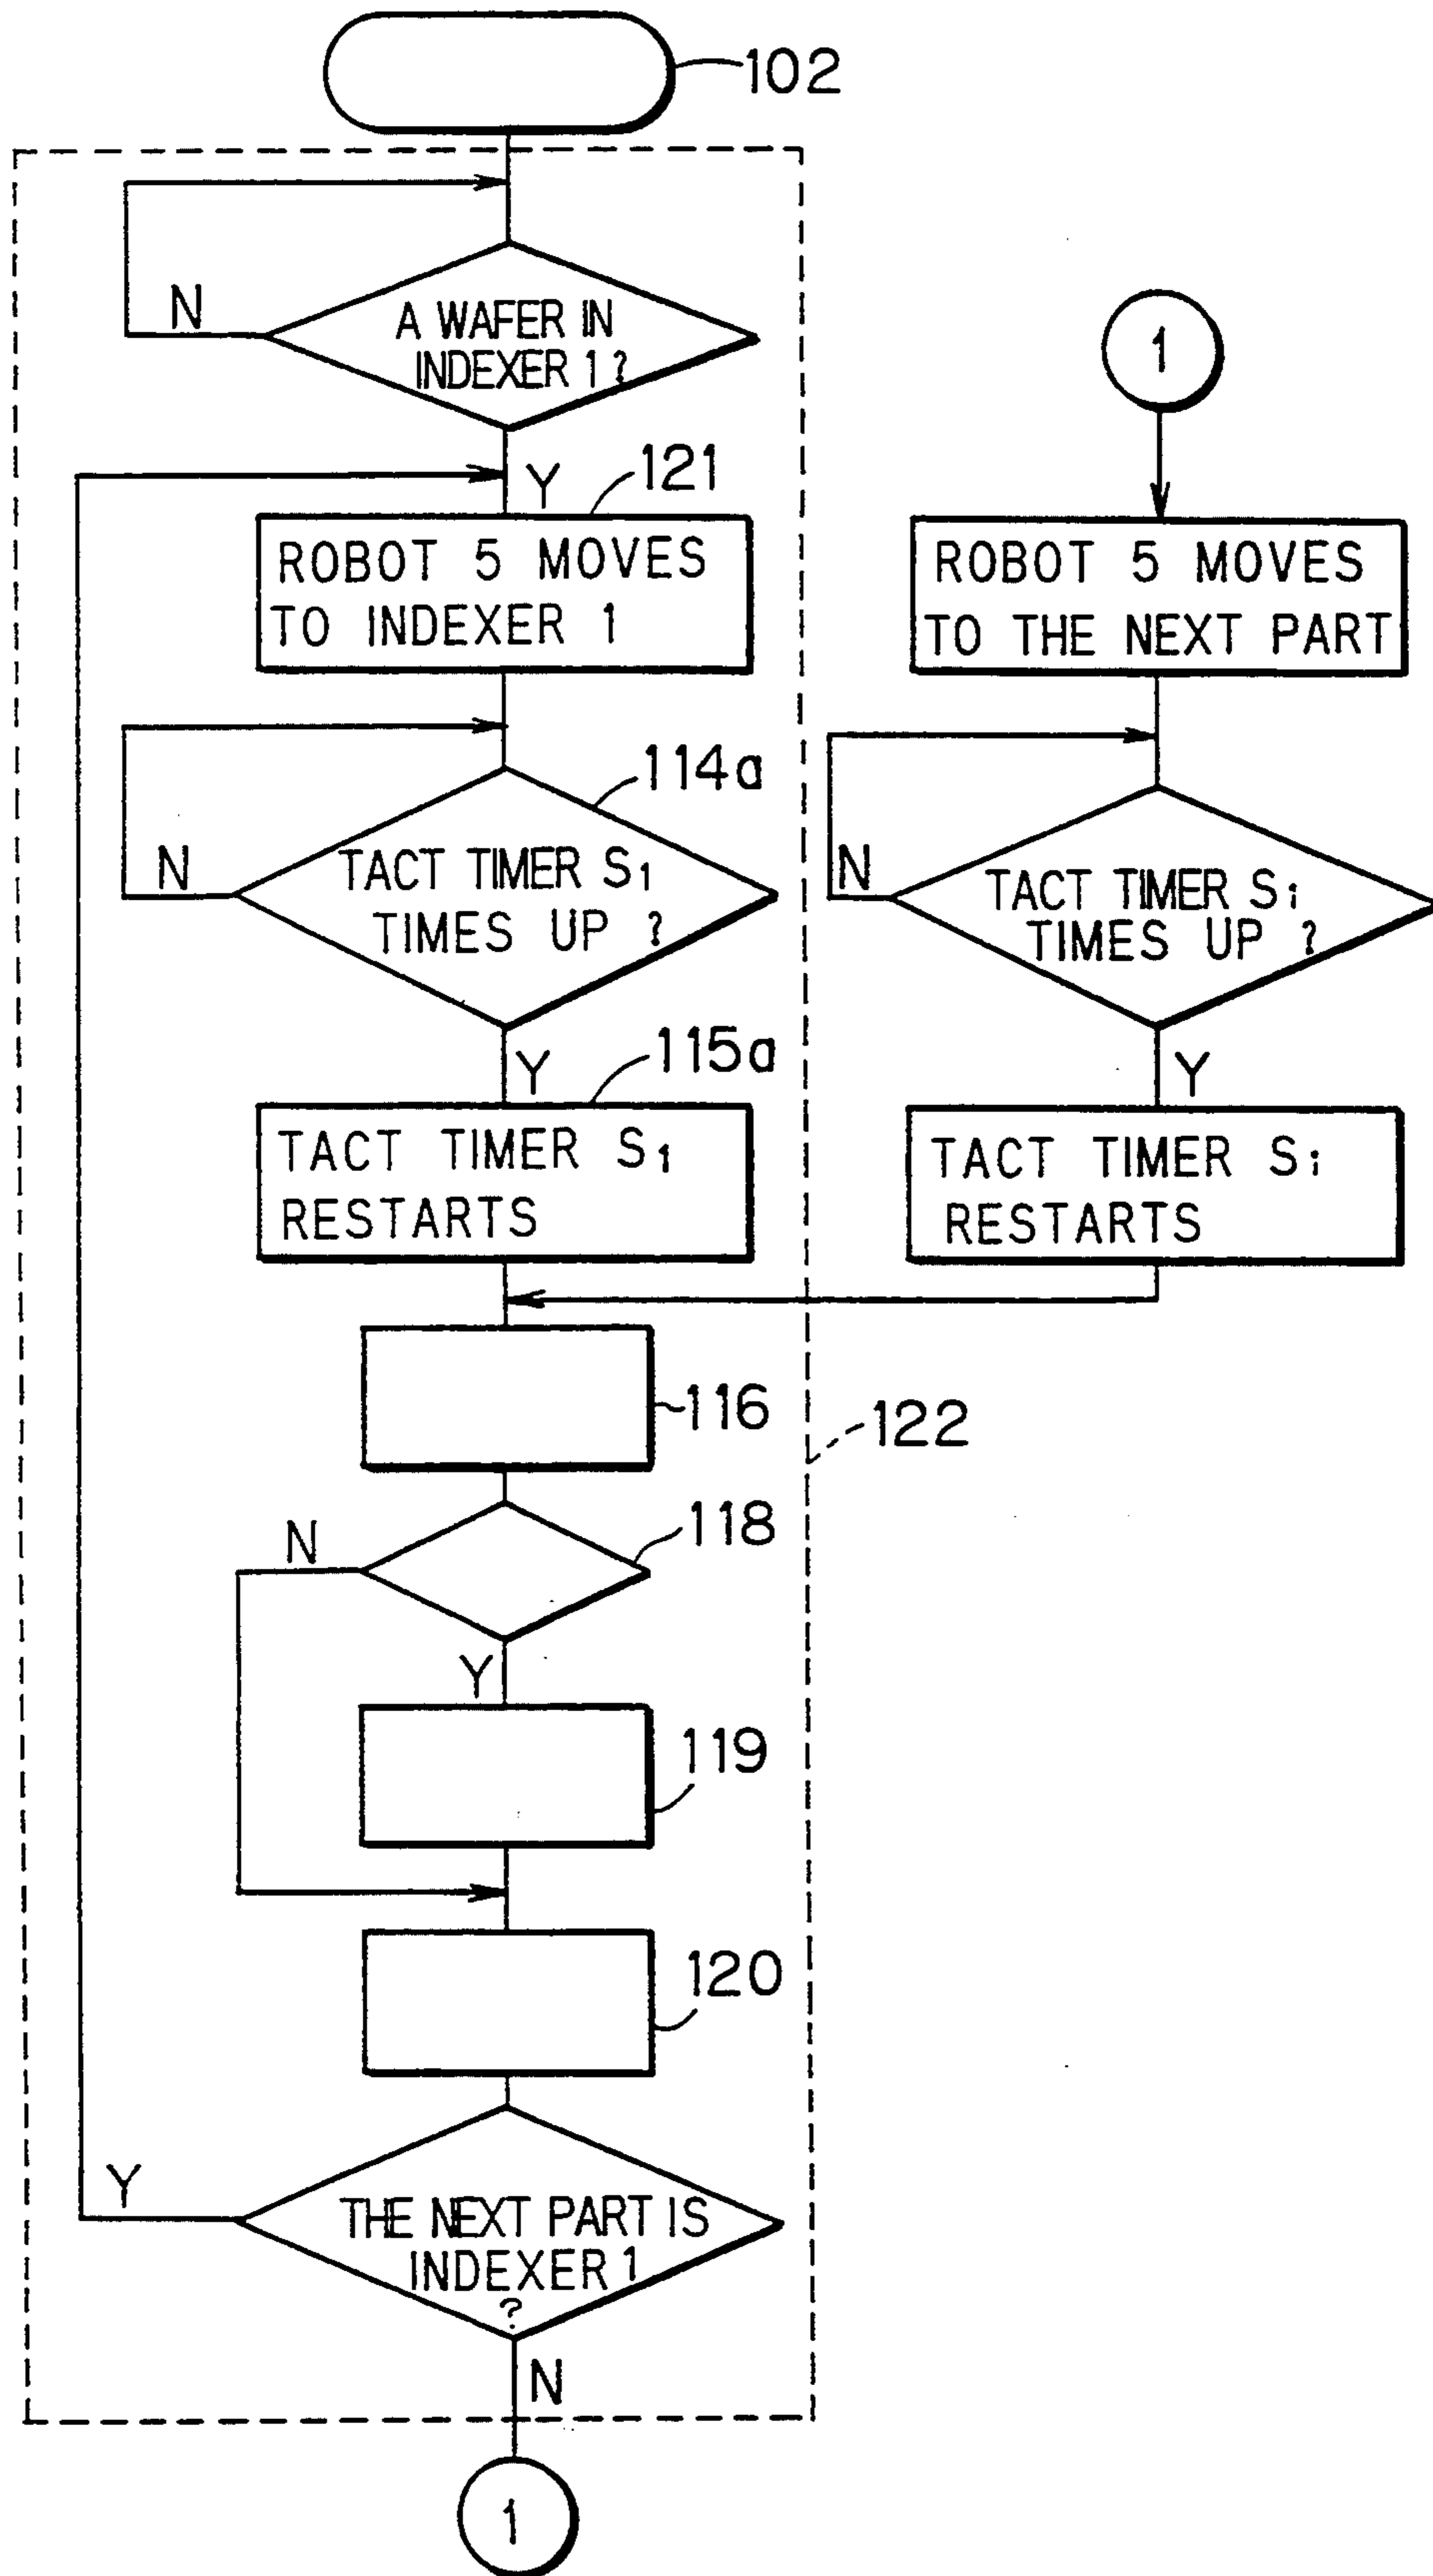 102
N
A WAFER IN
INDEXER 1?
Y
121
ROBOT 5 MOVES
TO INDEXER 1
114a
N
TACT TIMER S1
TIMES UP ?
Y
115a
TACT TIMER S1
RESTARTS
116
122
N
118
Y
119
120
Y
THE NEXT PART IS
INDEXER 1
?
N
1
1
ROBOT 5 MOVES
TO THE NEXT PART
N
TACT TIMER Si
TIMES UP ?
Y
TACT TIMER Si
RESTARTS